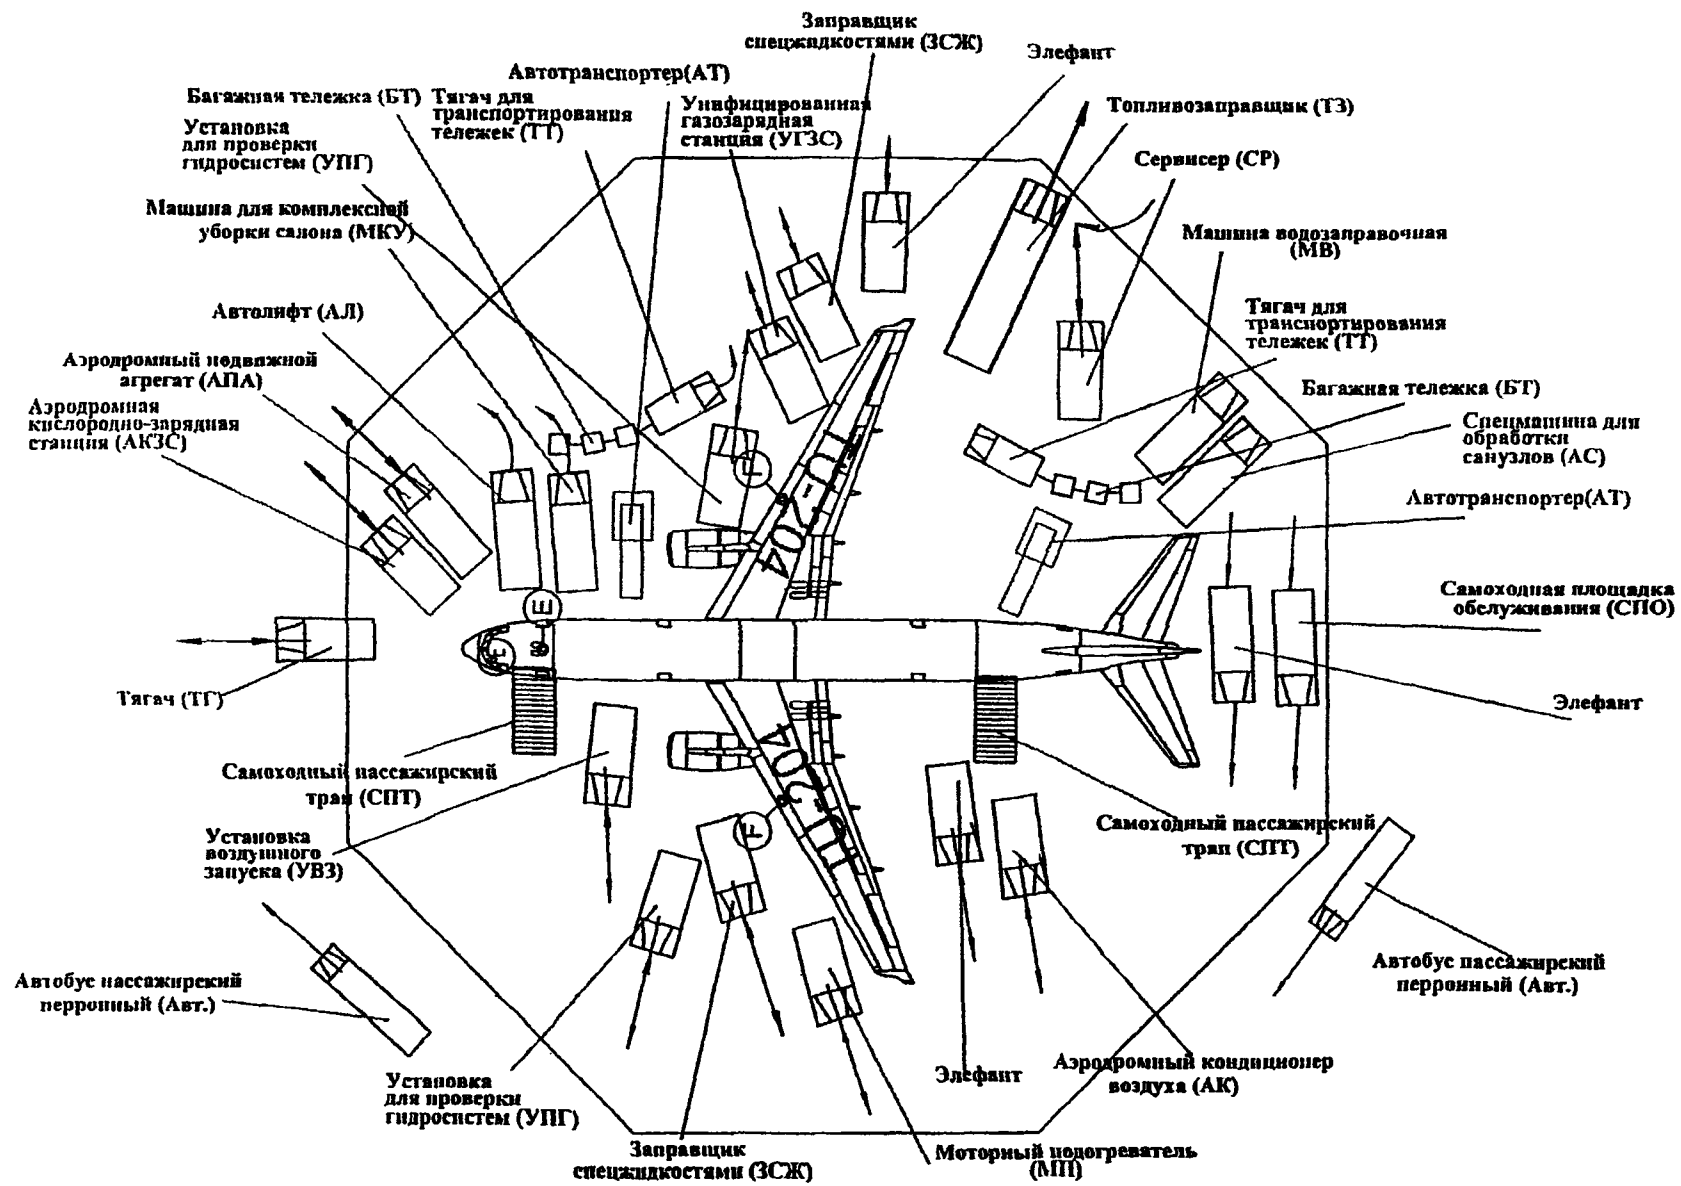 Заправщик
спецжидкостями (ЗСЖ)
Элефант
Автотранспортер(АТ)
Багажная тележка (БТ)
Тягач для
транспортирования
тележек (ТТ)
Унифицированная
газозарядная
станция (УГЗС)
Топливозаправщик (ТЗ)
Установка
для проверки
гидросистем (УПГ)
Сервисер (СР)
Машина для комплексной
уборки салона (МКУ)
Машина водозаправочная
(МВ)
Автолифт (АЛ)
Тягач для
транспортирования
тележек (ТТ)
Аэродромный подвижной
агрегат (АПА)
Багажная тележка (БТ)
Аэродромная
кислородно-зарядная
станция (АКЗС)
Спецмашина для
обработки
санузлов (АС)
Автотранспортер(АТ)
Самоходная площадка
обслуживания (СПО)
Тягач (ТГ)
Элефант
ТУ-204
ТУ-204
Г
Ш
Е
Г
Самоходный пассажирский
трап (СПТ)
Самоходный пассажирский
трап (СПТ)
Установка
воздушного
запуска (УВЗ)
Автобус пассажирский
перронный (Авт.)
Автобус пассажирский
перронный (Авт.)
Элефант
Аэродромный кондиционер
воздуха (АК)
Установка
для проверки
гидросистем (УПГ)
Заправщик
спецжидкостями (ЗСЖ)
Моторный подогреватель
(МП)